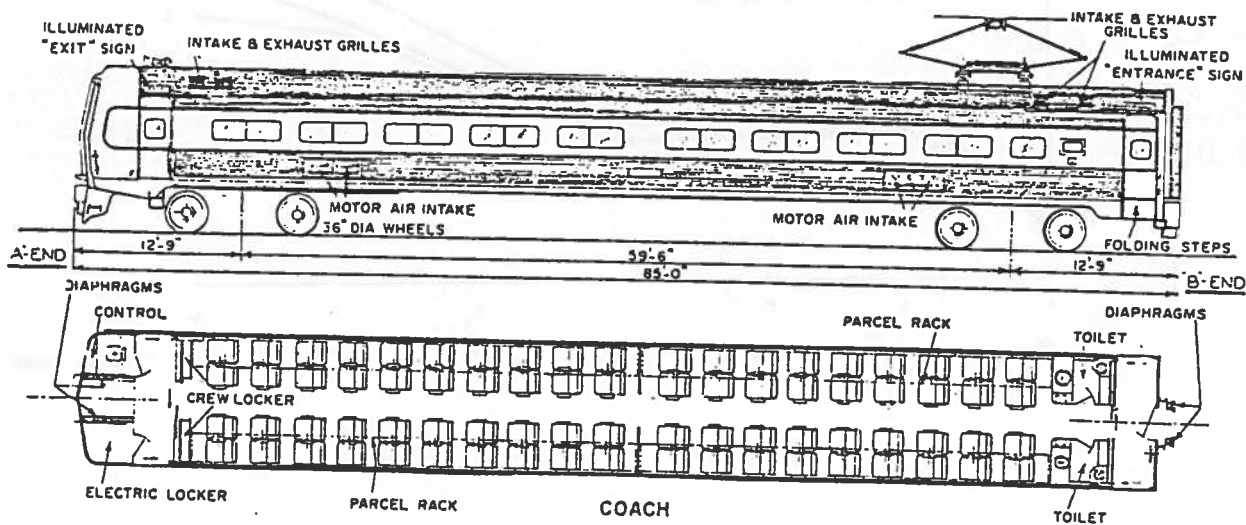 ILLUMINATED
"EXIT" SIGN
INTAKE & EXHAUST GRILLES
INTAKE & EXHAUST
GRILLES
ILLUMINATED
"ENTRANCE" SIGN
MOTOR AIR INTAKE
36" DIA WHEELS
MOTOR AIR INTAKE
FOLDING STEPS
12'-9"
59'-6"
12'-9"
85'-0"
'A'-END
'B'-END
DIAPHRAGMS
CONTROL
PARCEL RACK
TOILET
DIAPHRAGMS
CREW LOCKER
ELECTRIC LOCKER
PARCEL RACK
COACH
TOILET